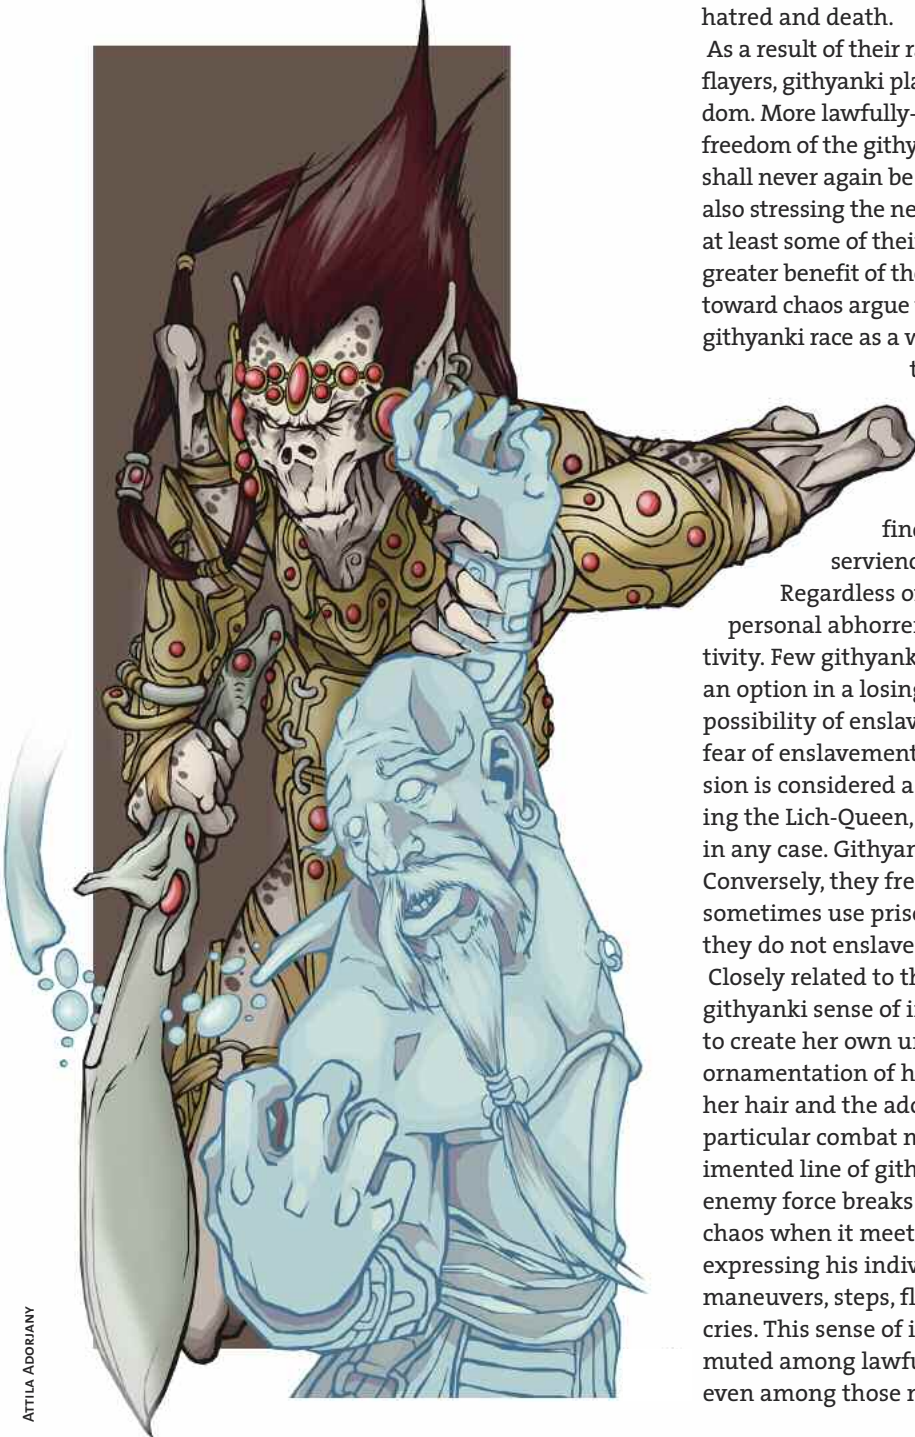 hatred and death.
As a result of their r
flayers, githyanki pla
dom. More lawfully-
freedom of the githy
shall never again be
also stressing the ne
at least some of their
greater benefit of the
toward chaos argue
githyanki race as a w
t
fin
servienc
Regardless o
personal abhorre
tivity. Few githyank
an option in a losing
possibility of enslav
fear of enslavement
sion is considered a
ing the Lich-Queen,
in any case. Githyan
Conversely, they fre
sometimes use priso
they do not enslave
Closely related to th
githyanki sense of i
to create her own u
ornamentation of h
her hair and the ado
particular combat n
imented line of gith
enemy force breaks
chaos when it meet
expressing his indiv
maneuvers, steps, fl
cries. This sense of i
muted among lawfu
even among those r
ATTILA ADORJANY